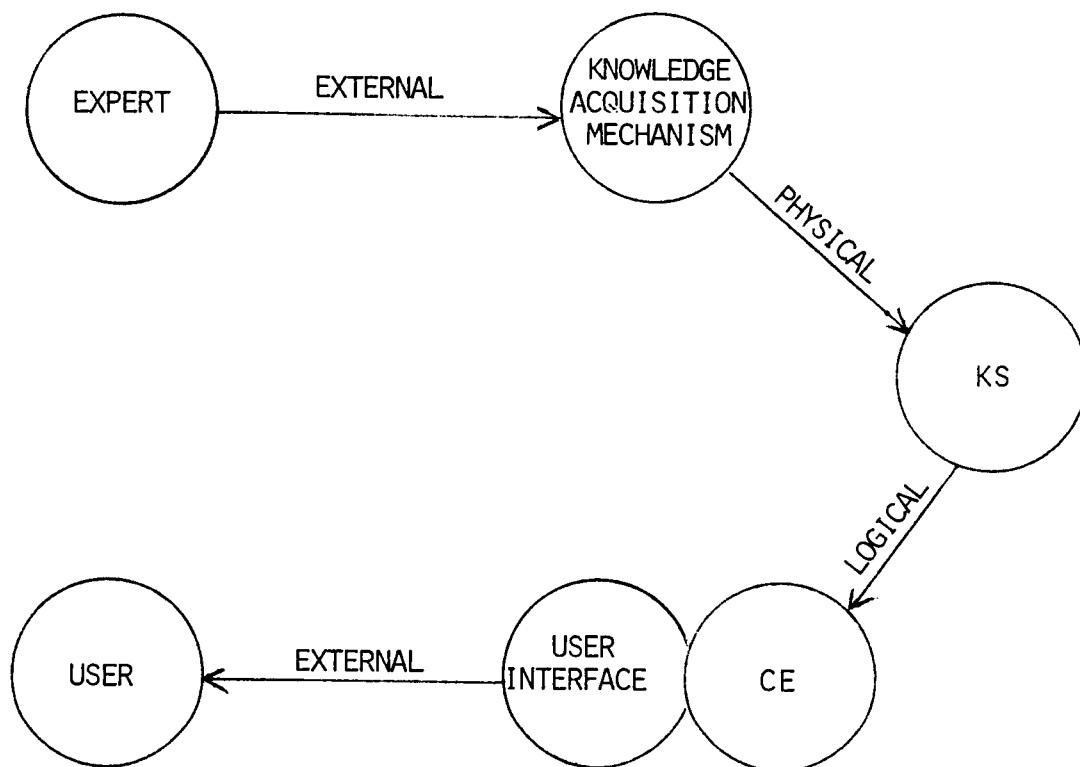 EXPERT
EXTERNAL
KNOWLEDGE
ACQUISITION
MECHANISM
PHYSICAL
KS
LOGICAL
CE
USER
INTERFACE
EXTERNAL
USER